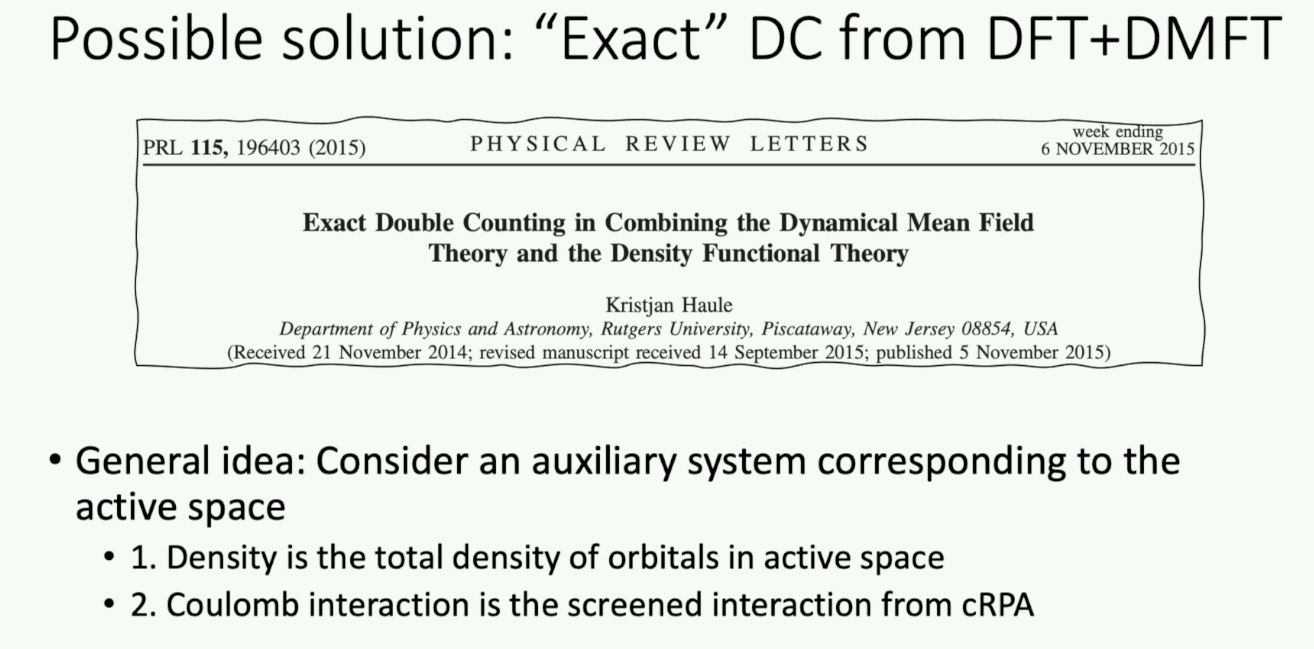 Possible solution: “Exact” DC from DFT+DMFT
PRL 115, 196403 (2015)
PHYSICAL REVIEW LETTERS
week ending
6 NOVEMBER 2015
Exact Double Counting in Combining the Dynamical Mean Field
Theory and the Density Functional Theory
Kristjan Haule
Department of Physics and Astronomy, Rutgers University, Piscataway, New Jersey 08854, USA
(Received 21 November 2014; revised manuscript received 14 September 2015; published 5 November 2015)
• General idea: Consider an auxiliary system corresponding to the
active space
• 1. Density is the total density of orbitals in active space
• 2. Coulomb interaction is the screened interaction from cRPA